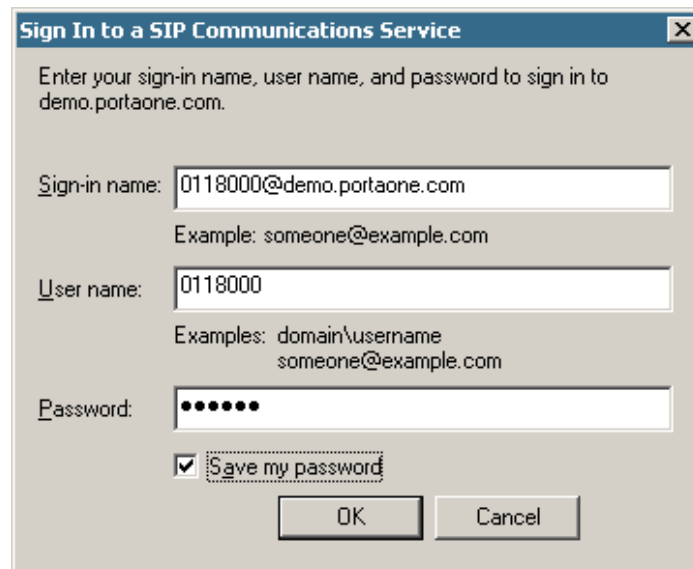 Sign In to a SIP Communications Service
Enter your sign-in name, user name, and password to sign in to
demo.portaone.com.
Sign-in name: 0118000@demo.portaone.com
Example: someone@example.com
User name: 0118000
Examples: domain\username
someone@example.com
Password: ●●●●●●
Save my password
OK Cancel